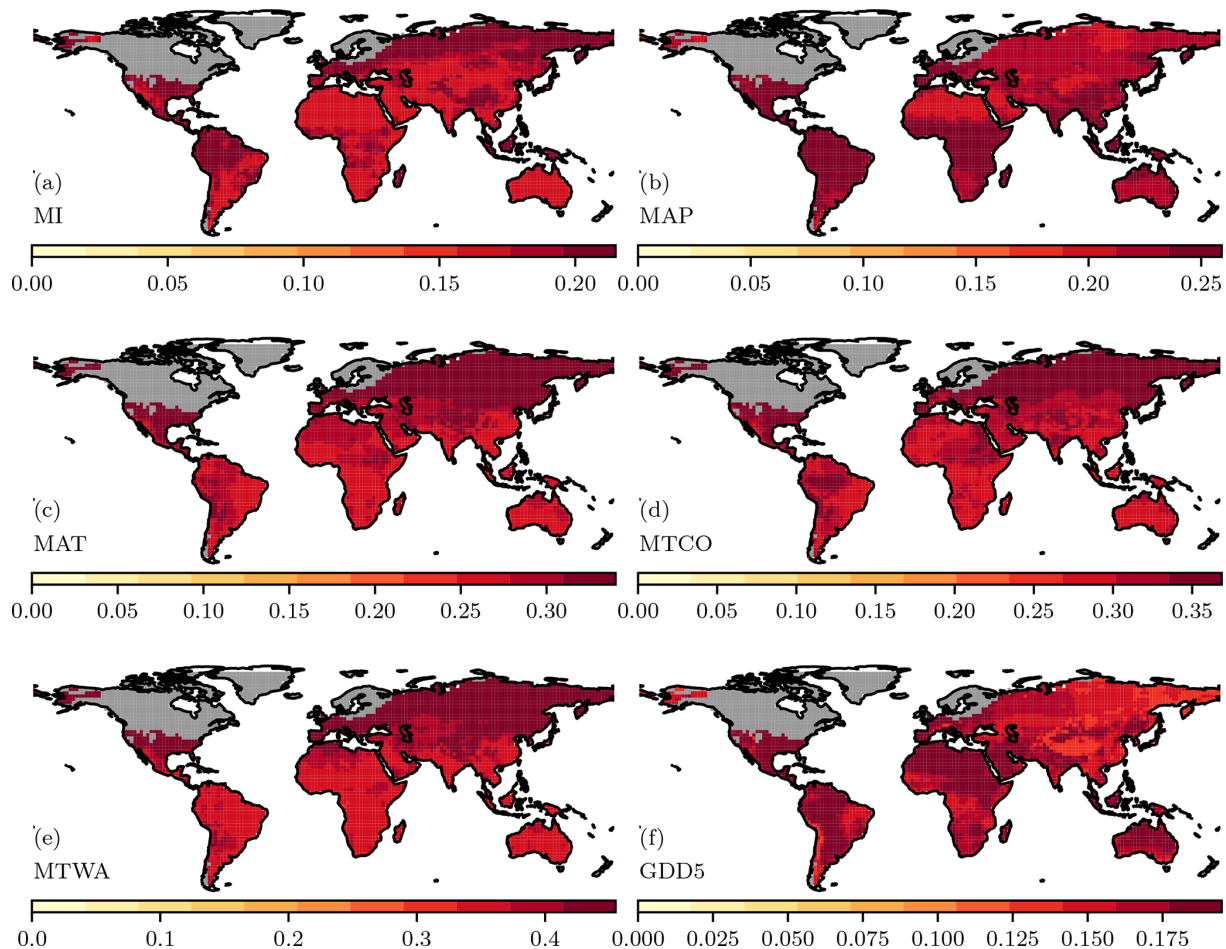 (a)
MI
0.00 0.05 0.10 0.15 0.20
(b)
MAP
0.00 0.05 0.10 0.15 0.20 0.25
(c)
MAT
0.00 0.05 0.10 0.15 0.20 0.25 0.30
(d)
MTCO
0.00 0.05 0.10 0.15 0.20 0.25 0.30 0.35
(e)
MTWA
0.0 0.1 0.2 0.3 0.4
(f)
GDD5
0.000 0.025 0.050 0.075 0.100 0.125 0.150 0.175